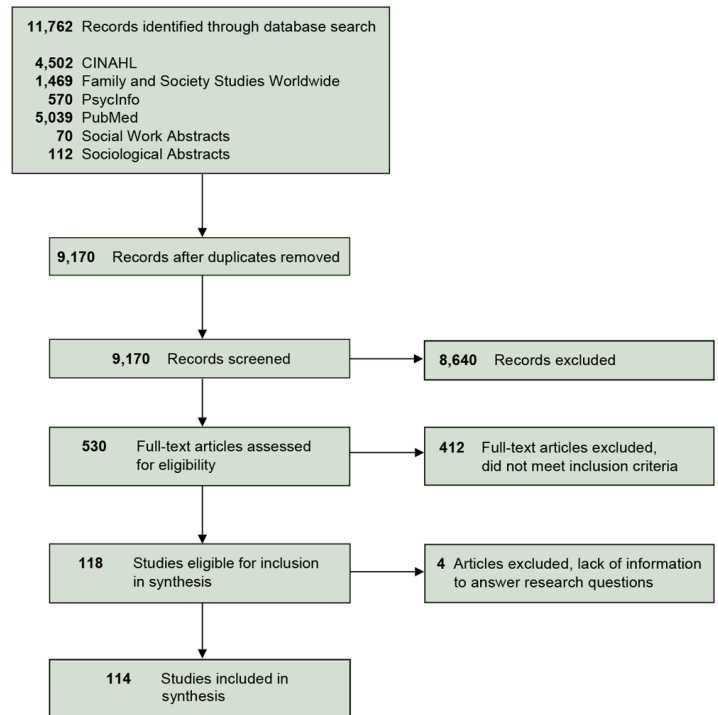 11,762 Records identified through database search
4,502 CINAHL
1,469 Family and Society Studies Worldwide
570 PsycInfo
5,039 PubMed
70 Social Work Abstracts
112 Sociological Abstracts
9,170 Records after duplicates removed
9,170 Records screened
8,640 Records excluded
530 Full-text articles assessed
for eligibility
412 Full-text articles excluded,
did not meet inclusion criteria
118 Studies eligible for inclusion
in synthesis
4 Articles excluded, lack of information
to answer research questions
114 Studies included in
synthesis